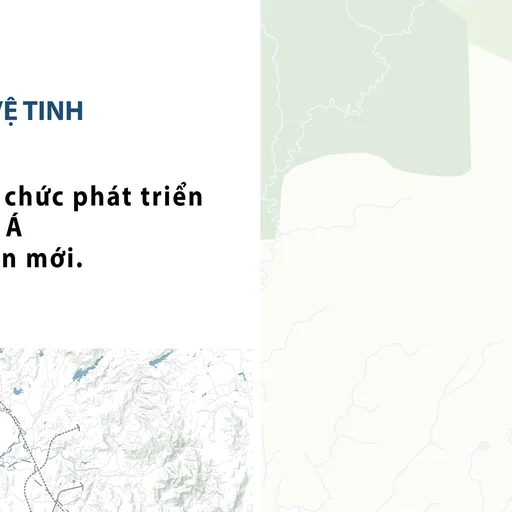 VỆ TINH
chức phát triển
Á
n mới.